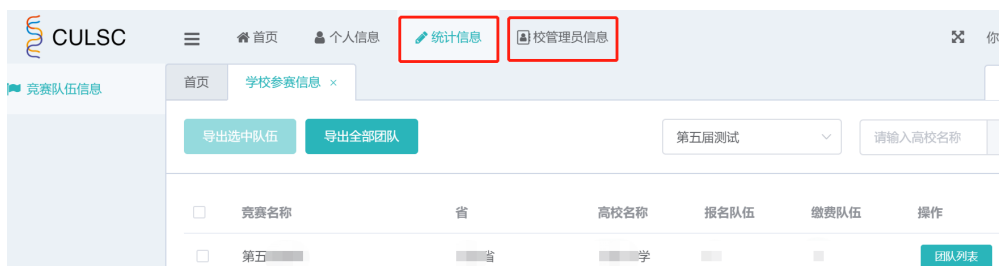 CULSC 首页 个人信息 统计信息 校管理员信息 你
竞赛队伍信息 首页 学校参赛信息 ×
导出选中队伍 导出全部团队 第五届测试 请输入高校名称
竞赛名称 省 高校名称 报名队伍 缴费队伍 操作
第五 省 学 团队列表